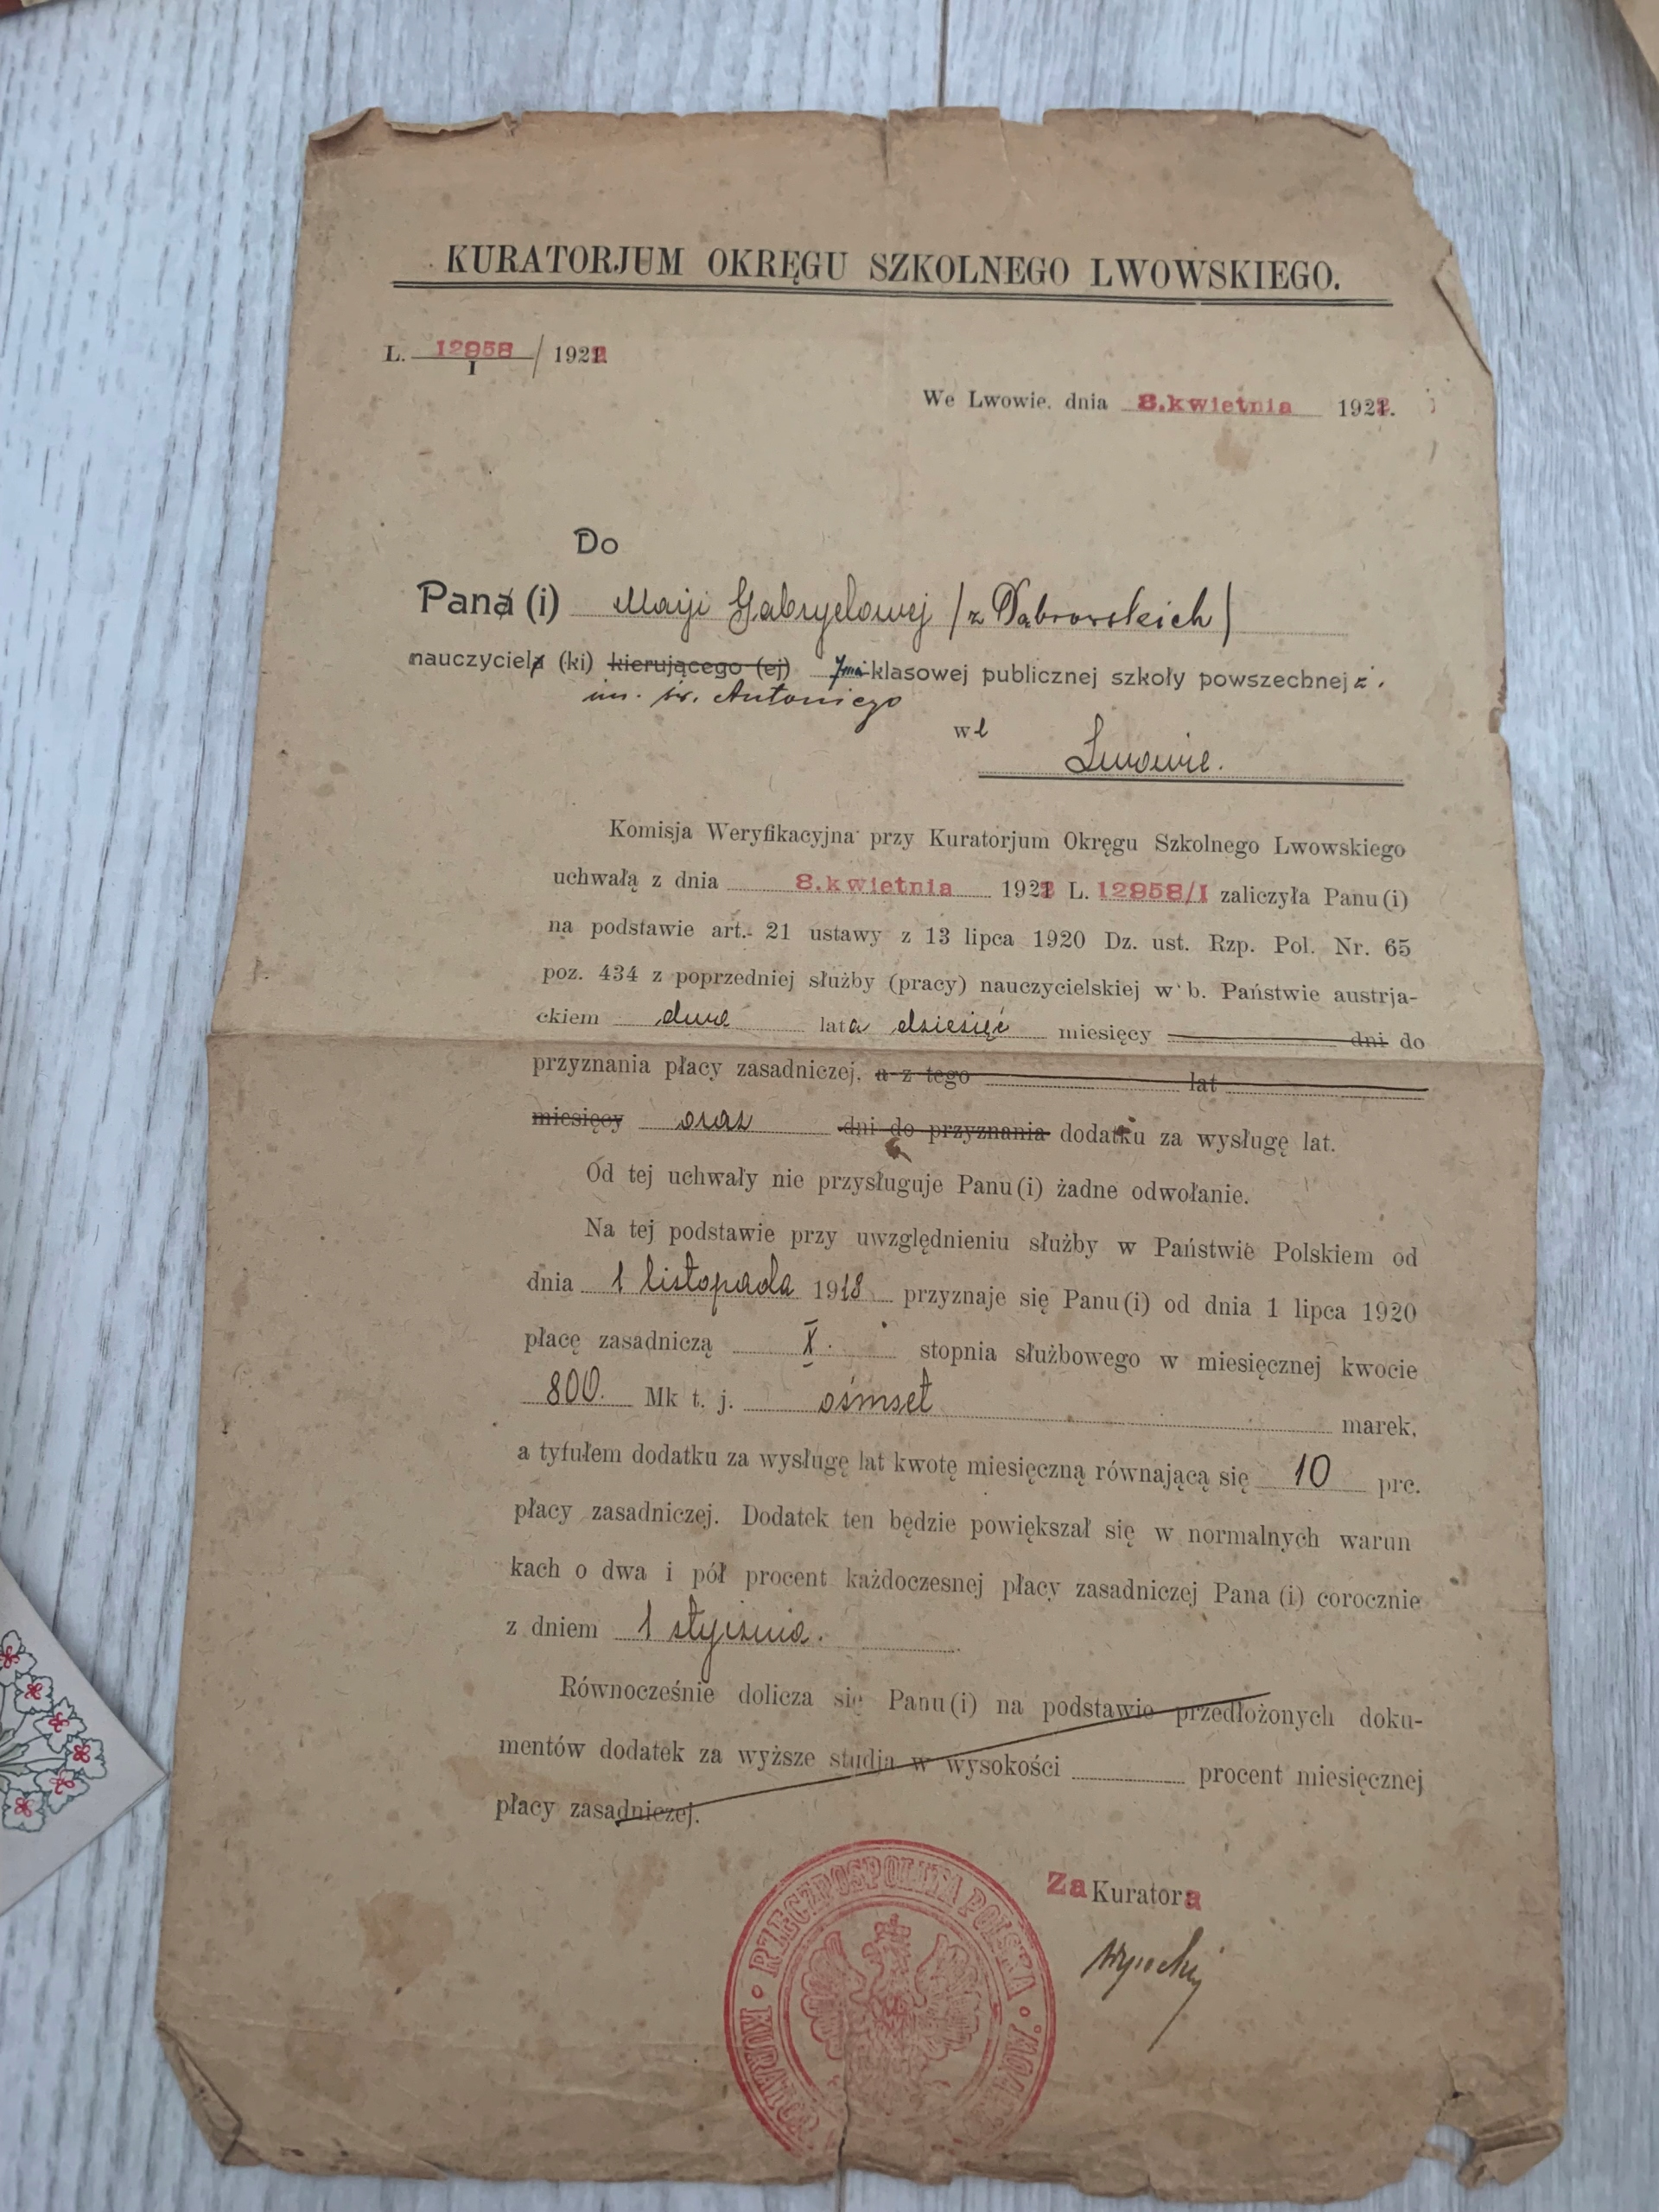 KURATORJUM OKRĘGU SZKOLNEGO LWOWSKIEGO.
L. 12958/I / 1922
We Lwowie, dnia 8.kwietnia 1922.
Do
Pana (i) Marji Gabryelowej (z Dąbrowskich)
nauczyciela (ki) kierującego (ej) 7mio klasowej publicznej szkoły powszechnej ż.
im. św. Antoniego
we
Lwowie.
Komisja Weryfikacyjna przy Kuratorjum Okręgu Szkolnego Lwowskiego
uchwałą z dnia 8.kwietnia 1922 L. 12958/I zaliczyła Panu (i)
na podstawie art. 21 ustawy z 13 lipca 1920 Dz. ust. Rzp. Pol. Nr. 65
poz. 434 z poprzedniej służby (pracy) nauczycielskiej w b. Państwie austrja-
ckiem dwa lata dziesięć miesięcy dni do
przyznania płacy zasadniczej, a z tego lat
miesięcy oraz dni do przyznania dodatku za wysługę lat.
Od tej uchwały nie przysługuje Panu (i) żadne odwołanie.
Na tej podstawie przy uwzględnieniu służby w Państwie Polskiem od
dnia 1 listopada 1918 przyznaje się Panu (i) od dnia 1 lipca 1920
płacę zasadniczą X. stopnia służbowego w miesięcznej kwocie
800. Mk t. j. ośmset marek,
a tytułem dodatku za wysługę lat kwotę miesięczną równającą się 10 prc.
płacy zasadniczej. Dodatek ten będzie powiększał się w normalnych warun
kach o dwa i pół procent każdoczesnej płacy zasadniczej Pana (i) corocznie
z dniem 1 stycznia.
Równocześnie dolicza się Panu (i) na podstawie przedłożonych doku-
mentów dodatek za wyższe studja w wysokości procent miesięcznej
płacy zasadniczej.
Za Kuratora
RZECZPOSPOLITA POLSKA